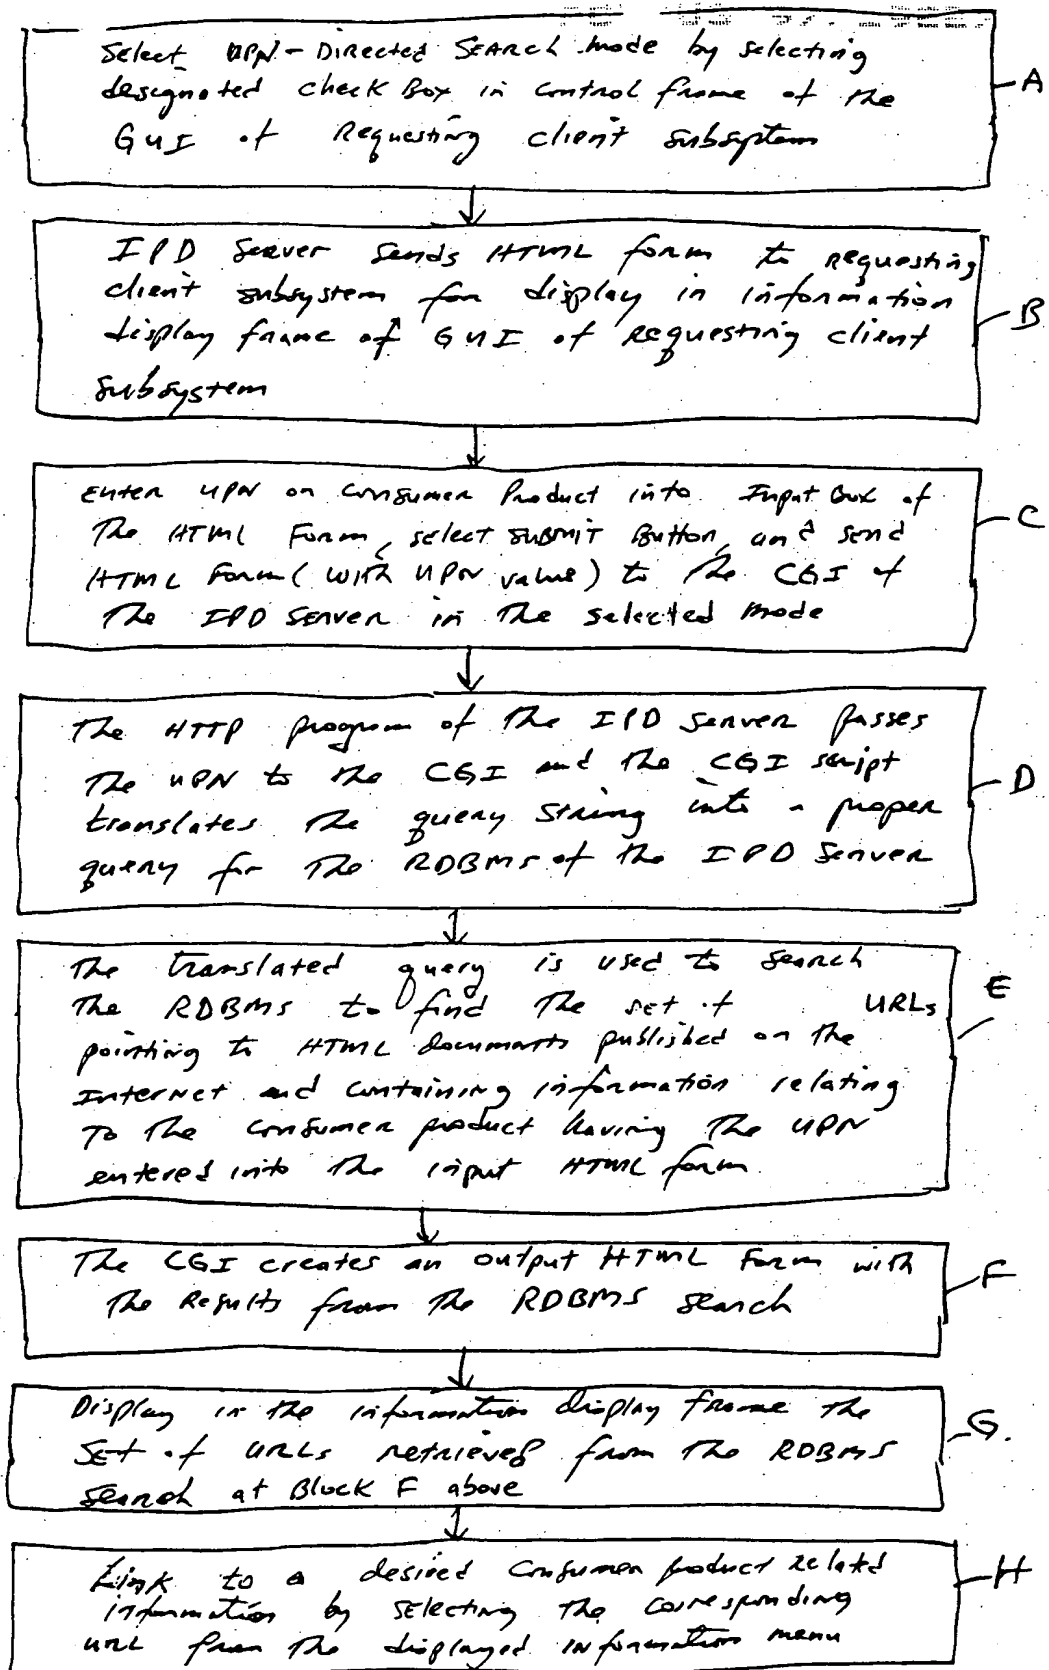 Select UPN-Directed SEARCH mode by selecting
designated check Box in control frame of the
GUI of Requesting client subsystem
A
IPD Server sends HTML form to requesting
client subsystem for display in information
display frame of GUI of requesting client
subsystem
B
Enter UPN on Consumer Product into Input Box of
The HTML Form, select SUBMIT Button, and send
HTML Form (with UPN value) to the CGI of
The IPD SERVER in the selected mode
C
The HTTP program of the IPD Server passes
The UPN to the CGI and the CGI script
translates the query string into a proper
query for the RDBMS of the IPD Server
D
The translated query is used to search
The RDBMS to find the set of URLs
pointing to HTML documents published on the
Internet and containing information relating
To the consumer product having the UPN
entered into the input HTML form
E
The CGI creates an output HTML Form with
The Results from the RDBMS search
F
Display in the information display frame the
Set of URLs retrieved from the RDBMS
search at Block F above
G.
Link to a desired consumer product related
information by selecting the corresponding
URL from the displayed information menu
H